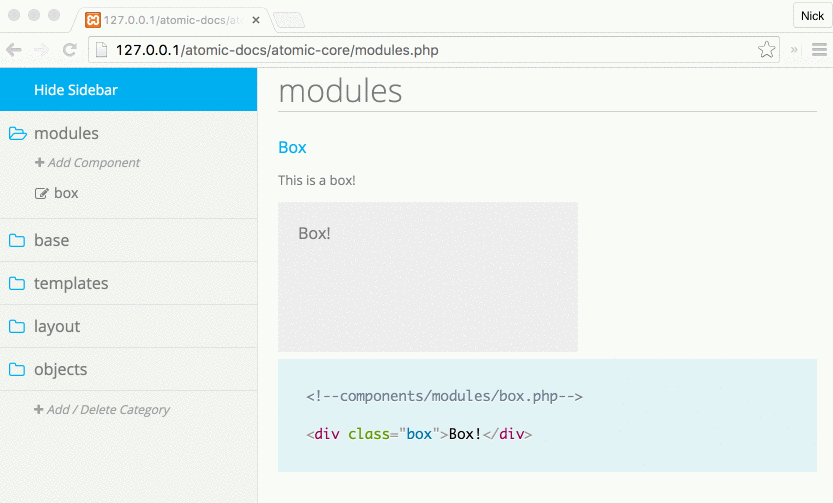 127.0.0.1/atomic-docs/ato
Nick
127.0.0.1/atomic-docs/atomic-core/modules.php
Hide Sidebar
modules
Add Component
box
base
templates
layout
objects
Add / Delete Category
modules
Box
This is a box!
Box!
<!--components/modules/box.php-->
<div class="box">Box!</div>